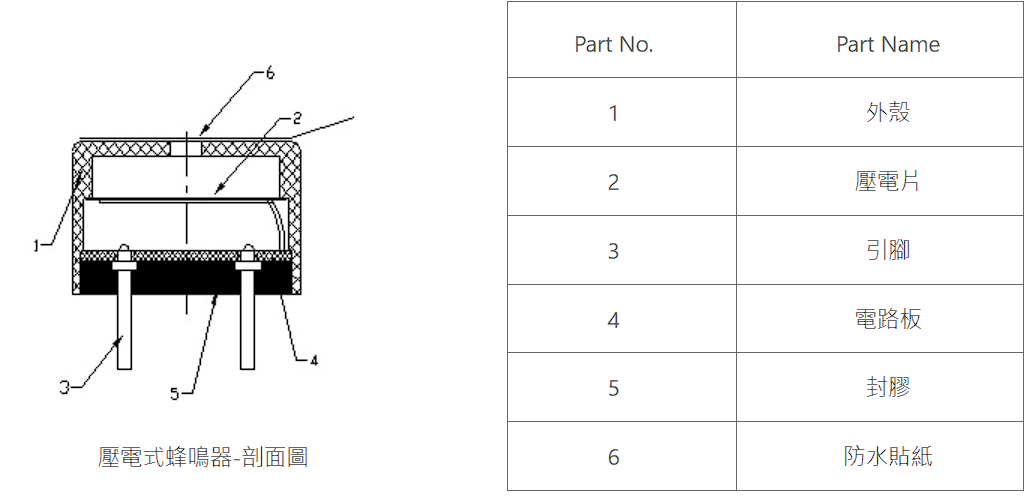 6
2
1
4
3
5
壓電式蜂鳴器-剖面圖
Part No. Part Name
1 外殼
2 壓電片
3 引腳
4 電路板
5 封膠
6 防水貼紙